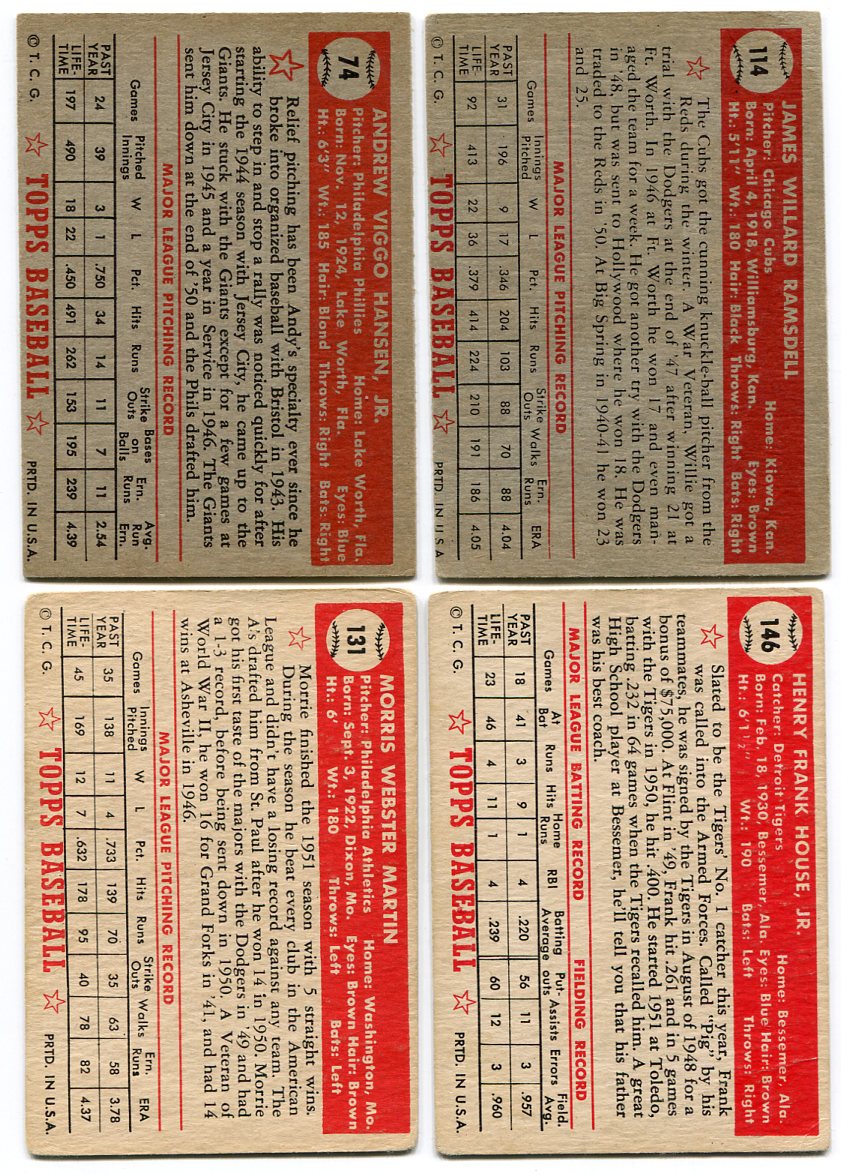 74
ANDREW VIGGO HANSEN, JR.
Pitcher: Philadelphia Phillies Home: Lake Worth, Fla.
Born: Nov. 12, 1924, Lake Worth, Fla. Eyes: Blue
Ht.: 6'3" Wt.: 185 Hair: Blond Throws: Right Bats: Right
Relief pitching has been Andy's specialty ever since he
broke into organized baseball with Bristol in 1943. His
ability to step in and stop a rally was noticed quickly for after
starting the 1944 season with Jersey City, he came up to the
Giants. He stuck with the Giants except for a few games at
Jersey City in 1945 and a year in Service in 1946. The Giants
sent him down at the end of '50 and the Phils drafted him.
MAJOR LEAGUE PITCHING RECORD
Games Pitched Innings W L Pct. Hits Runs Strike Outs Bases on Balls Ern. Runs Avg. Run Ern.
PAST YEAR 24 39 3 1 .750 34 14 11 7 11 2.54
LIFE-TIME 197 490 18 22 .450 491 262 153 195 239 4.39
© T. C. G. TOPPS BASEBALL PRTD. IN U.S.A.
114
JAMES WILLARD RAMSDELL
Pitcher: Chicago Cubs Home: Kiowa, Kan.
Born: April 4, 1918, Williamsburg, Kan. Eyes: Brown
Ht.: 5'11" Wt.: 180 Hair: Black Throws: Right Bats: Right
The Cubs got the cunning knuckle-ball pitcher from the
Reds during the winter. A War Veteran, Willie got a
trial with the Dodgers at the end of '47 after winning 21 at
Ft. Worth. In 1946 at Ft. Worth he won 17 and even man-
aged the team for a week. He got another try with the Dodgers
in '48, but was sent to Hollywood where he won 18. He was
traded to the Reds in '50. At Big Spring in 1940-41 he won 23
and 25.
MAJOR LEAGUE PITCHING RECORD
Games Innings Pitched W L Pct. Hits Runs Strike Outs Walks Ern. Runs ERA
PAST YEAR 31 196 9 17 .346 204 103 88 70 88 4.04
LIFE-TIME 92 413 22 36 .379 414 224 210 191 186 4.05
© T. C. G. TOPPS BASEBALL PRTD. IN U.S.A.
131
MORRIS WEBSTER MARTIN
Pitcher: Philadelphia Athletics Home: Washington, Mo.
Born: Sept. 3, 1922, Dixon, Mo. Eyes: Brown Hair: Brown
Ht.: 6' Wt.: 180 Throws: Left Bats: Left
Morrie finished the 1951 season with 5 straight wins.
During the season he beat every club in the American
League and didn't have a losing record against any team. The
A's drafted him from St. Paul after he won 14 in 1950. Morrie
got his first taste of the majors with the Dodgers in '49 and had
a 1-3 record, before being sent down in 1950. A Veteran of
World War II, he won 16 for Grand Forks in '41, and had 14
wins at Asheville in 1946.
MAJOR LEAGUE PITCHING RECORD
Games Innings Pitched W L Pct. Hits Runs Strike Outs Walks Ern. Runs ERA
PAST YEAR 35 138 11 4 .733 139 70 35 63 58 3.78
LIFE-TIME 45 169 12 7 .632 178 95 40 78 82 4.37
© T. C. G. TOPPS BASEBALL PRTD. IN U.S.A.
146
HENRY FRANK HOUSE, JR.
Catcher: Detroit Tigers Home: Bessemer, Ala.
Born: Feb. 18, 1930, Bessemer, Ala. Eyes: Blue Hair: Brown
Ht.: 6'1½" Wt.: 190 Bats: Left Throws: Right
Slated to be the Tigers' No. 1 catcher this year, Frank
was called into the Armed Forces. Called "Pig" by his
teammates, he was signed by the Tigers in August of 1948 for a
bonus of $75,000. At Flint in '49, Frank hit .261 and in 5 games
with the Tigers in 1950, he hit .400. He started 1951 at Toledo,
batting .232 in 64 games when the Tigers recalled him. A great
High School player at Bessemer, he'll tell you that his father
was his best coach.
MAJOR LEAGUE BATTING RECORD FIELDING RECORD
Games At Bat Runs Hits Home Runs RBI Batting Average Put-outs Assists Errors Field. Avg.
PAST YEAR 18 41 3 9 1 4 .220 56 11 3 .957
LIFE-TIME 23 46 4 11 1 4 .239 60 12 3 .960
© T. C. G. TOPPS BASEBALL PRTD. IN U.S.A.